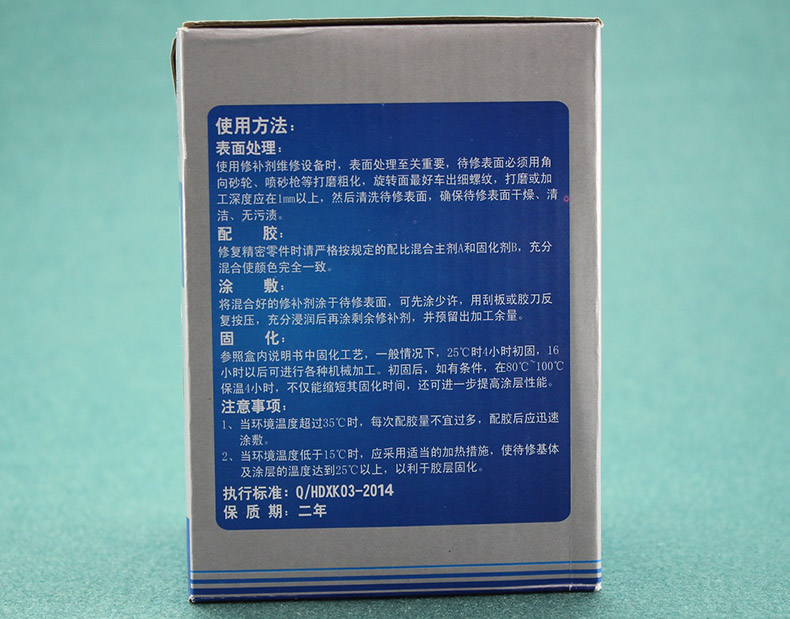 使用方法：
表面处理：
使用修补剂维修设备时，表面处理至关重要，待修表面必须用角
向砂轮、喷砂枪等打磨粗化，旋转面最好车出细螺纹，打磨或加
工深度应在1mm以上，然后清洗待修表面，确保待修表面干燥、清
洁、无污渍。
配　　胶：
修复精密零件时请严格按规定的配比混合主剂A和固化剂B，充分
混合使颜色完全一致。
涂　　敷：
将混合好的修补剂涂于待修表面，可先涂少许，用刮板或胶刀反
复按压，充分浸润后再涂剩余修补剂，并预留出加工余量。
固　　化：
参照盒内说明书中固化工艺，一般情况下，25℃时4小时初固，16
小时以后可进行各种机械加工。初固后，如有条件，在80℃~100℃
保温4小时，不仅能缩短其固化时间，还可进一步提高涂层性能。
注意事项：
1、当环境温度超过35℃时，每次配胶量不宜过多，配胶后应迅速
涂敷。
2、当环境温度低于15℃时，应采用适当的加热措施，使待修基体
及涂层的温度达到25℃以上，以利于胶层固化。
执行标准：Q/HDXK03-2014
保 质 期：二年